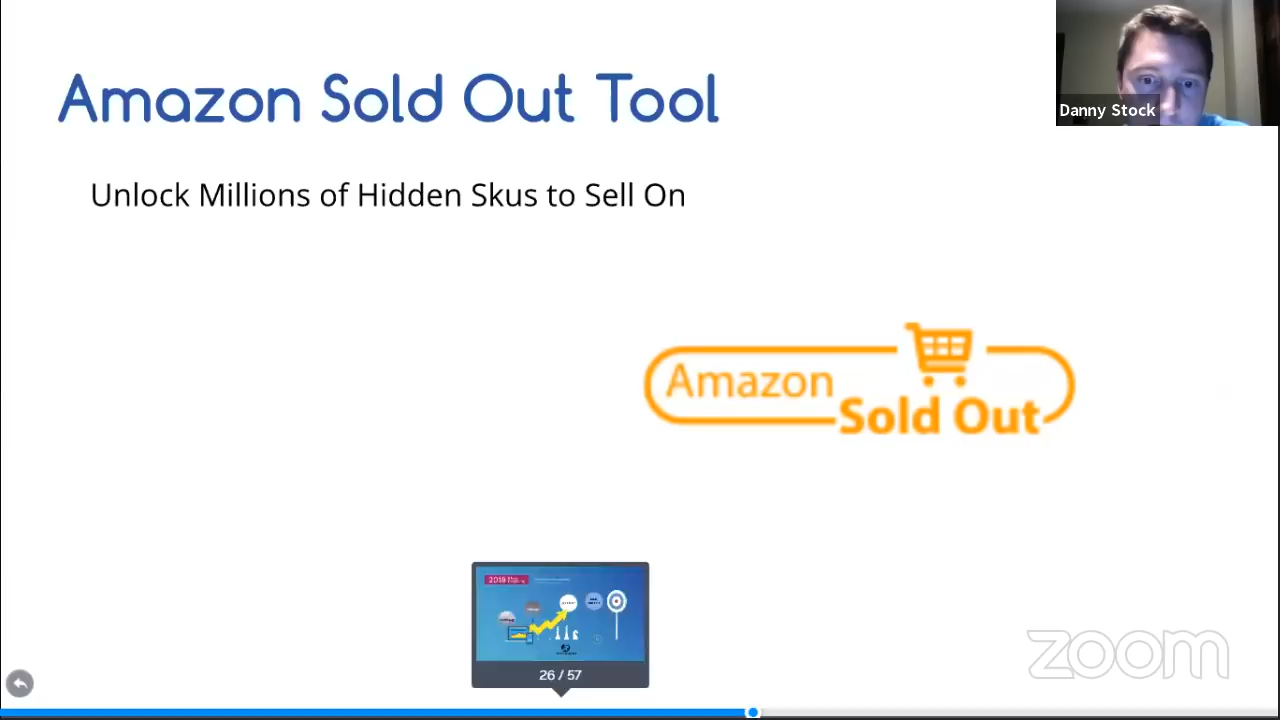 Amazon Sold Out Tool
Danny Stock
Unlock Millions of Hidden Skus to Sell On
Amazon
Sold Out
2018
26 / 57
zoom